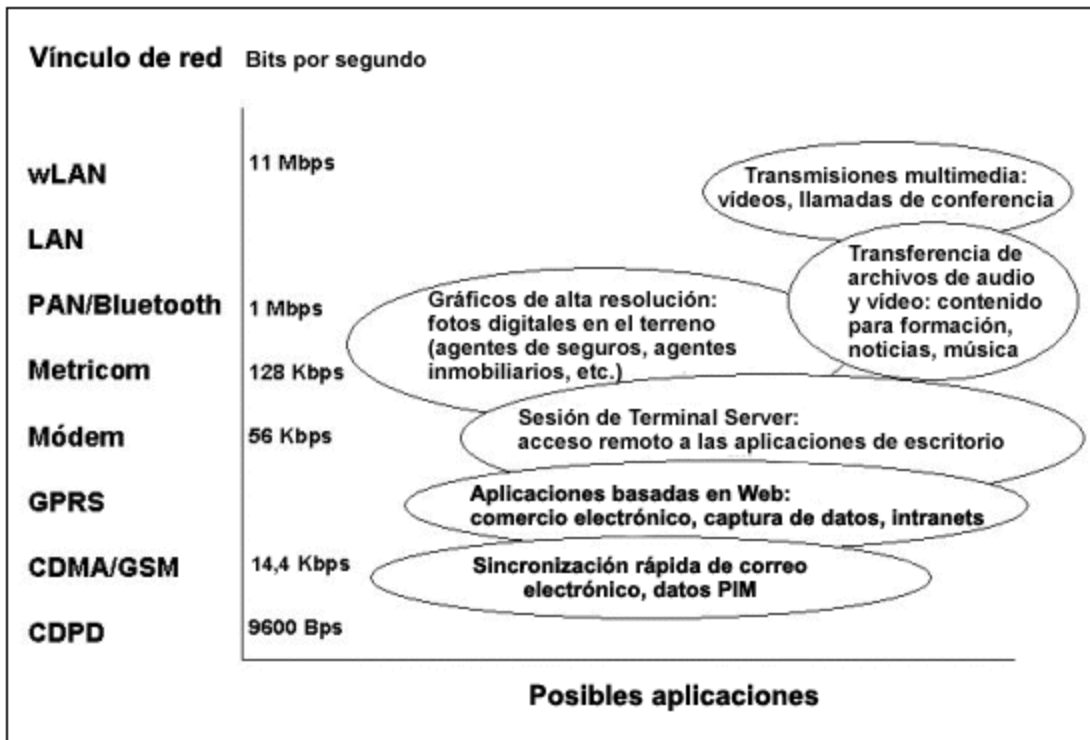 Vínculo de red Bits por segundo
wLAN 11 Mbps
LAN
PAN/Bluetooth 1 Mbps
Metricom 128 Kbps
Módem 56 Kbps
GPRS
CDMA/GSM 14,4 Kbps
CDPD 9600 Bps
Transmisiones multimedia:
vídeos, llamadas de conferencia
Transferencia de
archivos de audio
y vídeo: contenido
para formación,
noticias, música
Gráficos de alta resolución:
fotos digitales en el terreno
(agentes de seguros, agentes
inmobiliarios, etc.)
Sesión de Terminal Server:
acceso remoto a las aplicaciones de escritorio
Aplicaciones basadas en Web:
comercio electrónico, captura de datos, intranets
Sincronización rápida de correo
electrónico, datos PIM
Posibles aplicaciones